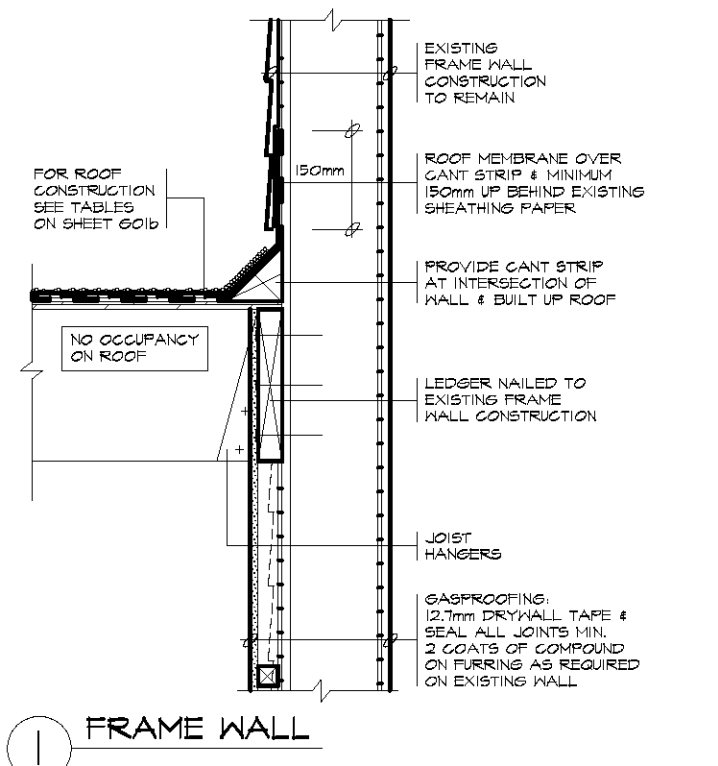 EXISTING
FRAME WALL
CONSTRUCTION
TO REMAIN
ROOF MEMBRANE OVER
CANT STRIP & MINIMUM
150mm UP BEHIND EXISTING
SHEATHING PAPER
150mm
FOR ROOF
CONSTRUCTION
SEE TABLES
ON SHEET G01b
PROVIDE CANT STRIP
AT INTERSECTION OF
WALL & BUILT UP ROOF
NO OCCUPANCY
ON ROOF
LEDGER NAILED TO
EXISTING FRAME
WALL CONSTRUCTION
JOIST
HANGERS
GASPROOFING:
12.7mm DRYWALL TAPE &
SEAL ALL JOINTS MIN.
2 COATS OF COMPOUND
ON FURRING AS REQUIRED
ON EXISTING WALL
1 FRAME WALL